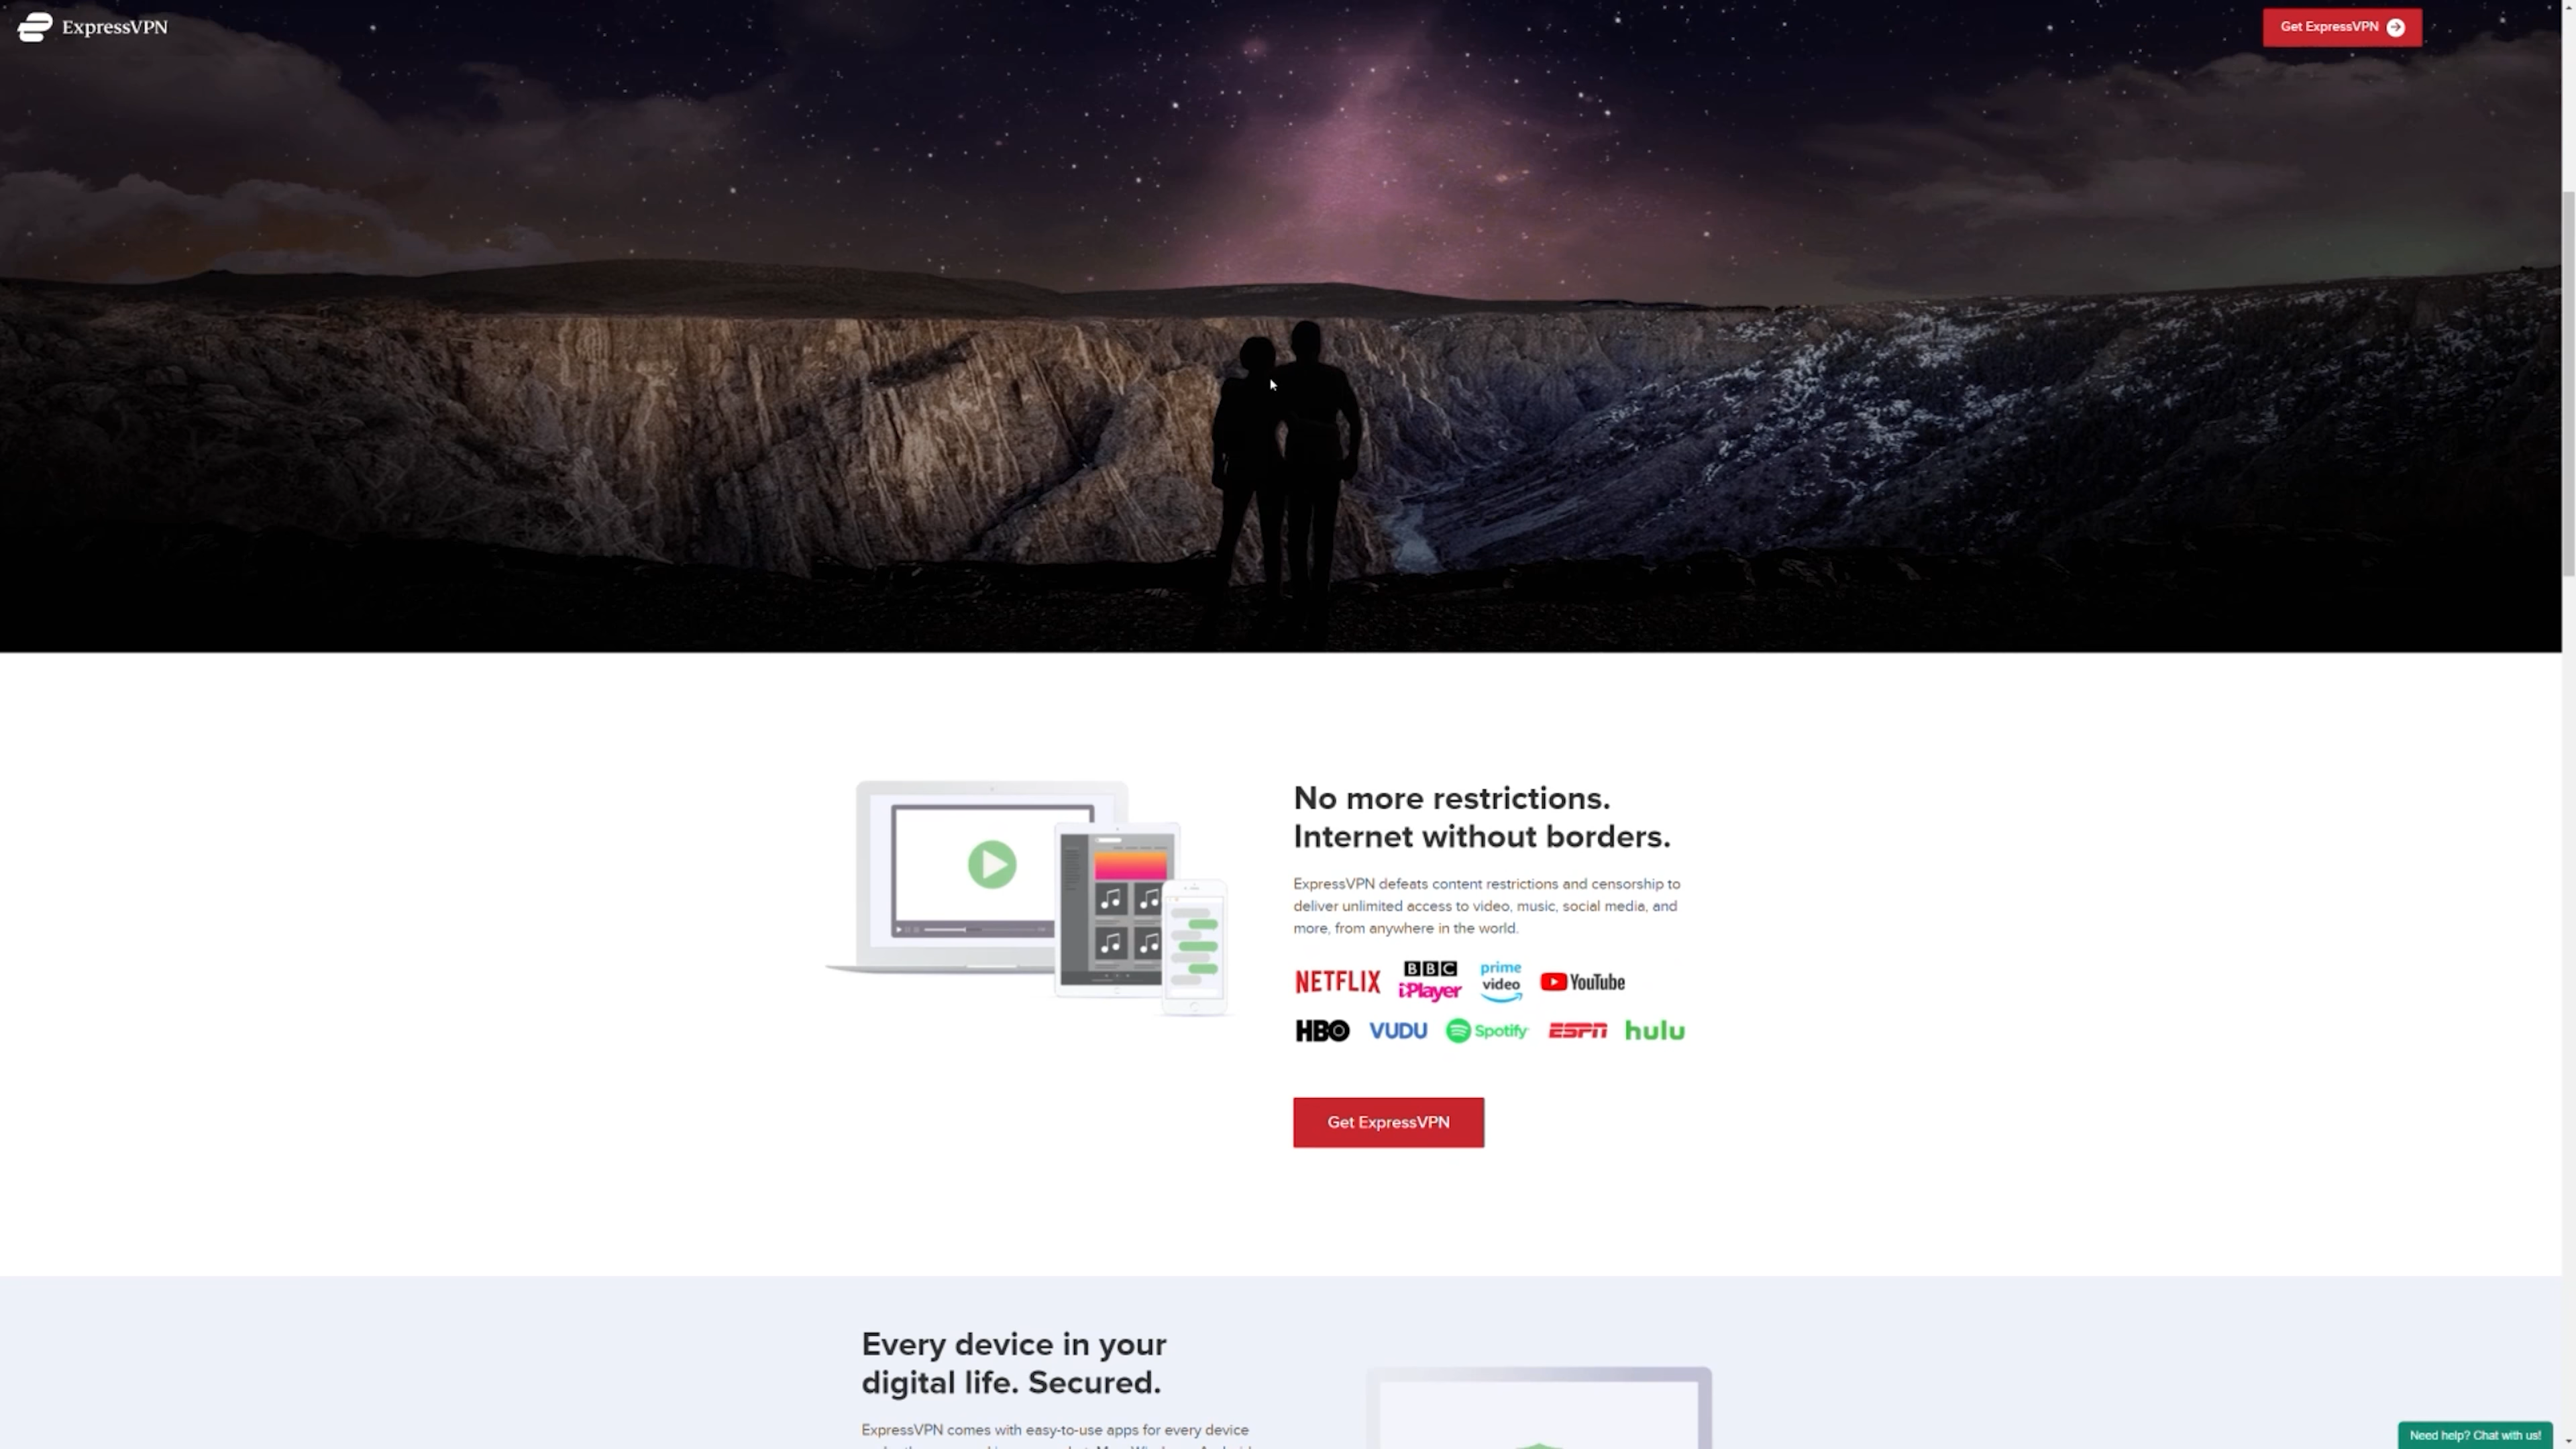 ExpressVPN
Get ExpressVPN
No more restrictions.
Internet without borders.
ExpressVPN defeats content restrictions and censorship to
deliver unlimited access to video, music, social media, and
more, from anywhere in the world.
NETFLIX BBC iPlayer prime video YouTube
HBO VUDU Spotify ESPN hulu
Get ExpressVPN
Every device in your
digital life. Secured.
ExpressVPN comes with easy-to-use apps for every device
Need help? Chat with us!